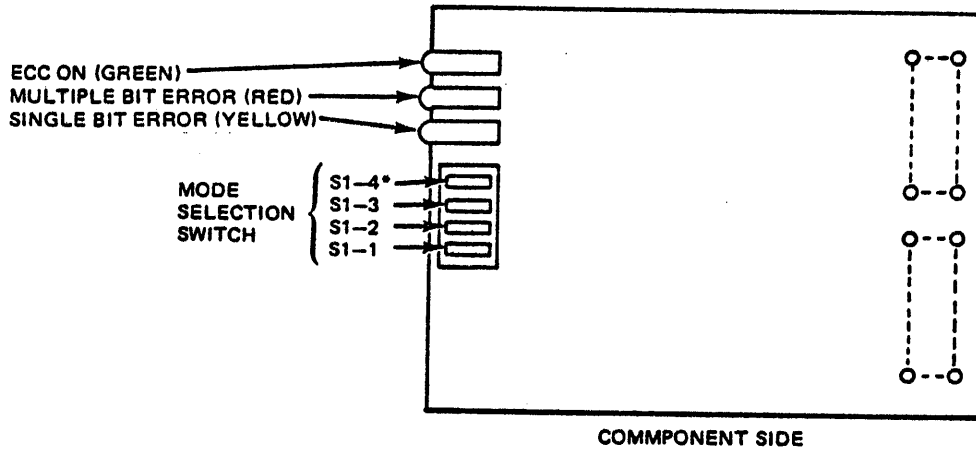 ECC ON (GREEN)
MULTIPLE BIT ERROR (RED)
SINGLE BIT ERROR (YELLOW)
MODE
SELECTION
SWITCH
S1–4*
S1–3
S1–2
S1–1
COMMPONENT SIDE